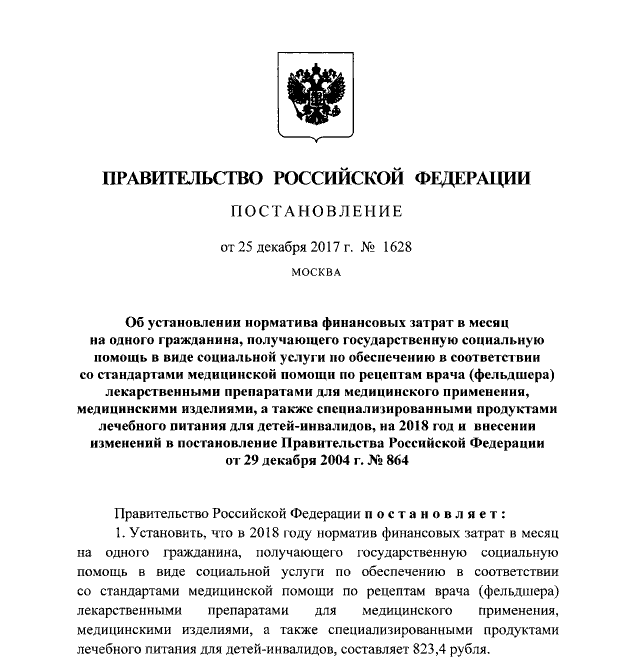 ПРАВИТЕЛЬСТВО РОССИЙСКОЙ ФЕДЕРАЦИИ
ПОСТАНОВЛЕНИЕ
от 25 декабря 2017 г. № 1628
МОСКВА
Об установлении норматива финансовых затрат в месяц
на одного гражданина, получающего государственную социальную
помощь в виде социальной услуги по обеспечению в соответствии
со стандартами медицинской помощи по рецептам врача (фельдшера)
лекарственными препаратами для медицинского применения,
медицинскими изделиями, а также специализированными продуктами
лечебного питания для детей-инвалидов, на 2018 год и внесении
изменений в постановление Правительства Российской Федерации
от 29 декабря 2004 г. № 864
Правительство Российской Федерации постановляет:
1. Установить, что в 2018 году норматив финансовых затрат в месяц
на одного гражданина, получающего государственную социальную
помощь в виде социальной услуги по обеспечению в соответствии
со стандартами медицинской помощи по рецептам врача (фельдшера)
лекарственными препаратами для медицинского применения,
медицинскими изделиями, а также специализированными продуктами
лечебного питания для детей-инвалидов, составляет 823,4 рубля.